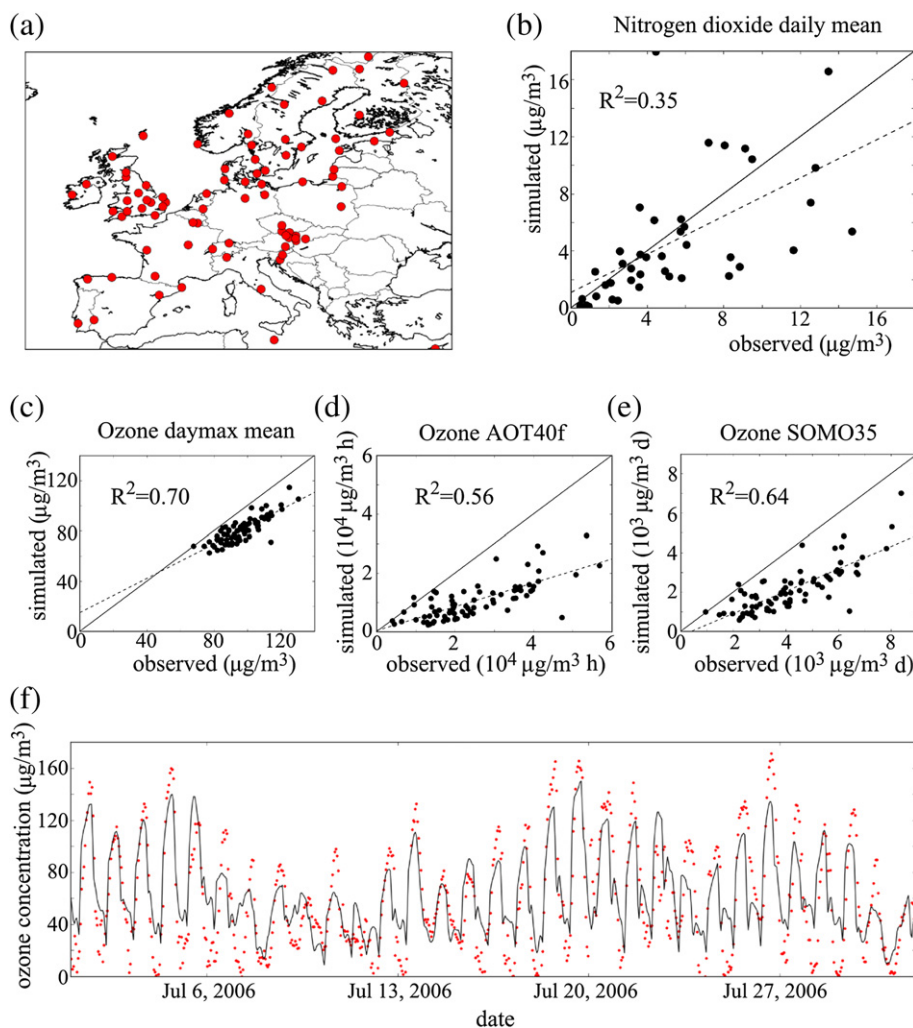 (a)
(b)
Nitrogen dioxide daily mean
simulated (µg/m³)
R²=0.35
16
12
8
4
0
0
4
8
12
16
observed (µg/m³)
(c)
Ozone daymax mean
simulated (µg/m³)
R²=0.70
120
80
40
0
0
40
80
120
observed (µg/m³)
(d)
Ozone AOT40f
simulated (10⁴ µg/m³ h)
R²=0.56
6
4
2
0
0
2
4
6
observed (10⁴ µg/m³ h)
(e)
Ozone SOMO35
simulated (10³ µg/m³ d)
R²=0.64
8
6
4
2
0
0
2
4
6
8
observed (10³ µg/m³ d)
(f)
ozone concentration (µg/m³)
160
120
80
40
0
Jul 6, 2006
Jul 13, 2006
Jul 20, 2006
Jul 27, 2006
date